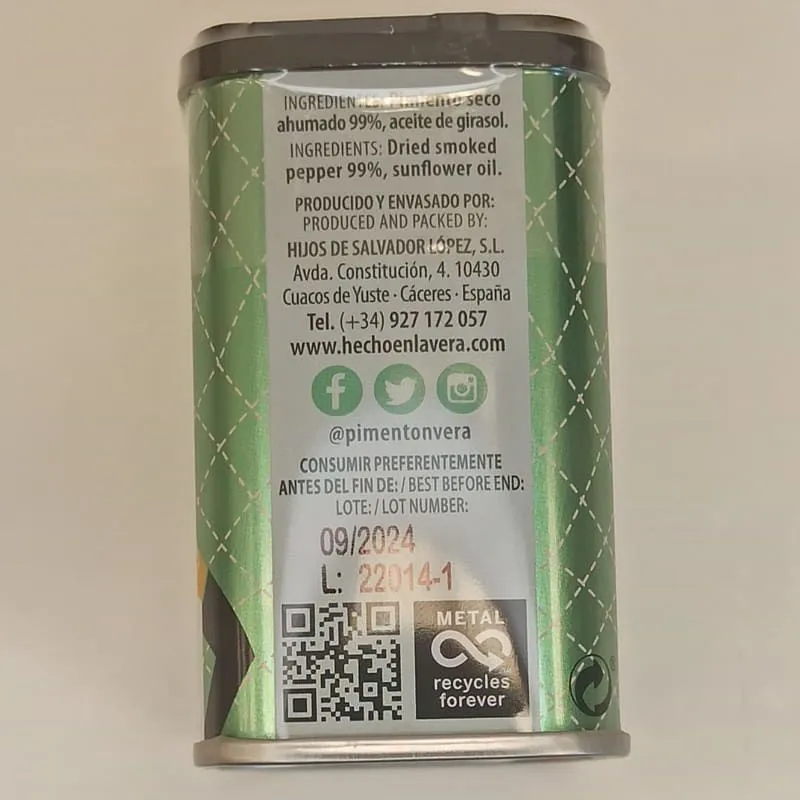 INGREDIENTES: Pimiento seco
ahumado 99%, aceite de girasol.
INGREDIENTS: Dried smoked
pepper 99%, sunflower oil.
PRODUCIDO Y ENVASADO POR:
PRODUCED AND PACKED BY:
HIJOS DE SALVADOR LÓPEZ, S.L.
Avda. Constitución, 4. 10430
Cuacos de Yuste · Cáceres · España
Tel. (+34) 927 172 057
www.hechoenlavera.com
@pimentonvera
CONSUMIR PREFERENTEMENTE
ANTES DEL FIN DE: / BEST BEFORE END:
LOTE: / LOT NUMBER:
09/2024
L: 22014-1
METAL
recycles
forever